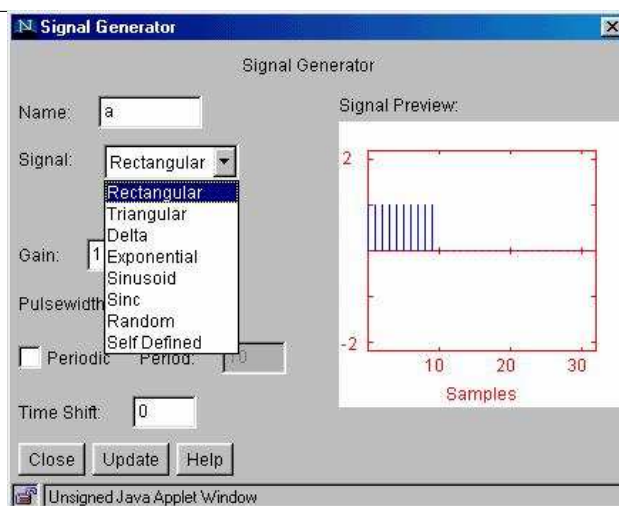 Signal Generator
Signal Generator
Name: a
Signal: Rectangular
Rectangular
Triangular
Delta
Exponential
Sinusoid
Sinc
Random
Self Defined
Gain: 1
Pulsewidth
Periodic Period: 10
Time Shift: 0
Close Update Help
Signal Preview:
2
-2
10 20 30
Samples
Unsigned Java Applet Window